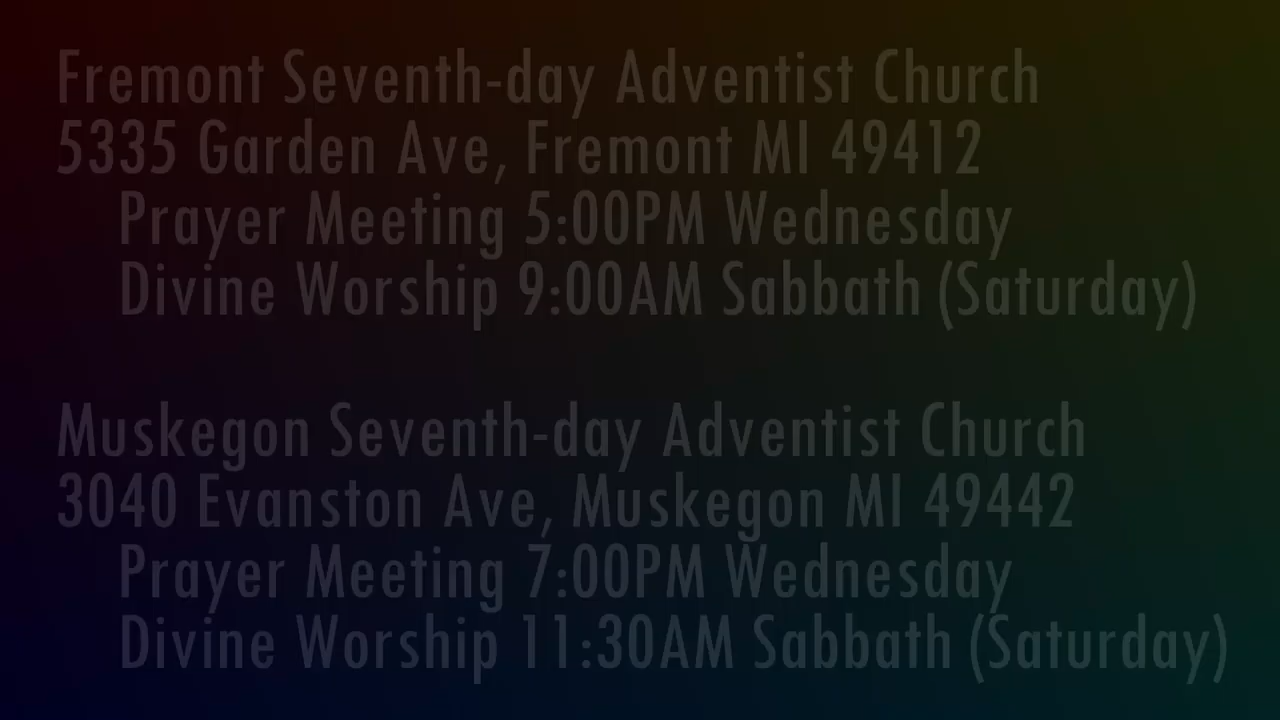 Fremont Seventh-day Adventist Church
5335 Garden Ave, Fremont MI 49412
Prayer Meeting 5:00PM Wednesday
Divine Worship 9:00AM Sabbath (Saturday)
Muskegon Seventh-day Adventist Church
3040 Evanston Ave, Muskegon MI 49442
Prayer Meeting 7:00PM Wednesday
Divine Worship 11:30AM Sabbath (Saturday)